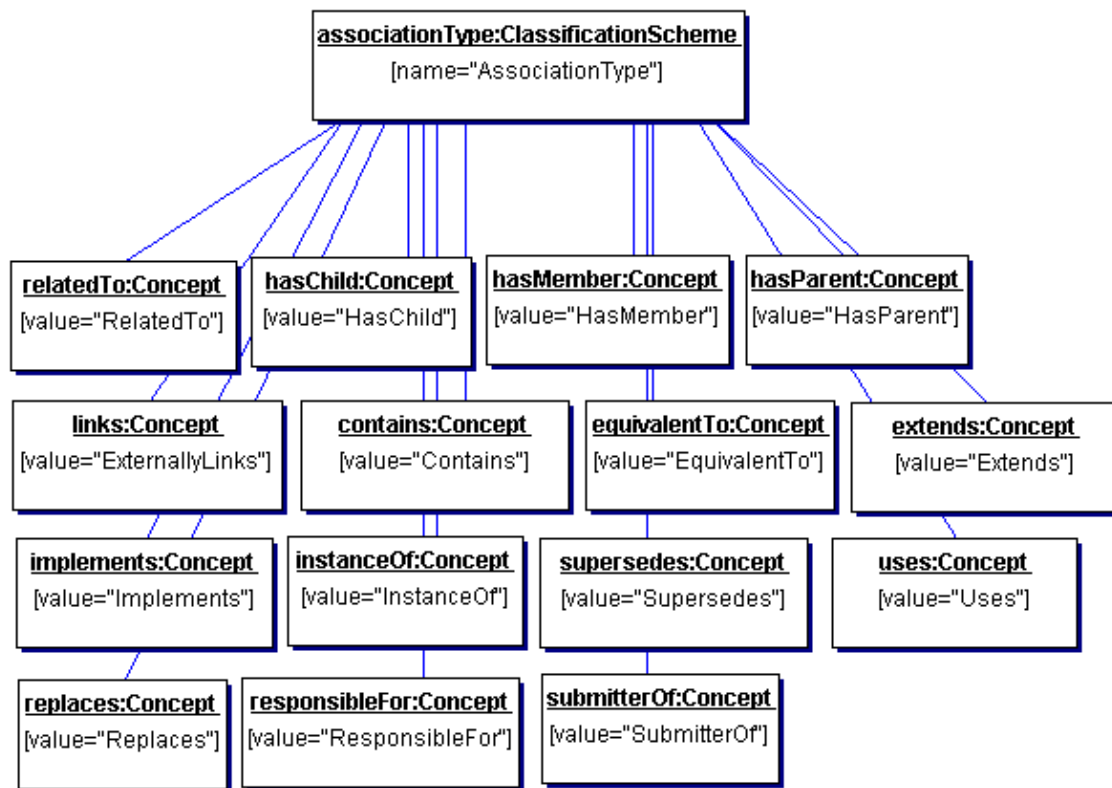 associationType:ClassificationScheme
[name="AssociationType"]
relatedTo:Concept
[value="RelatedTo"]
hasChild:Concept
[value="HasChild"]
hasMember:Concept
[value="HasMember"]
hasParent:Concept
[value="HasParent"]
links:Concept
[value="ExternallyLinks"]
contains:Concept
[value="Contains"]
equivalentTo:Concept
[value="EquivalentTo"]
extends:Concept
[value="Extends"]
implements:Concept
[value="Implements"]
instanceOf:Concept
[value="InstanceOf"]
supersedes:Concept
[value="Supersedes"]
uses:Concept
[value="Uses"]
replaces:Concept
[value="Replaces"]
responsibleFor:Concept
[value="ResponsibleFor"]
submitterOf:Concept
[value="SubmitterOf"]